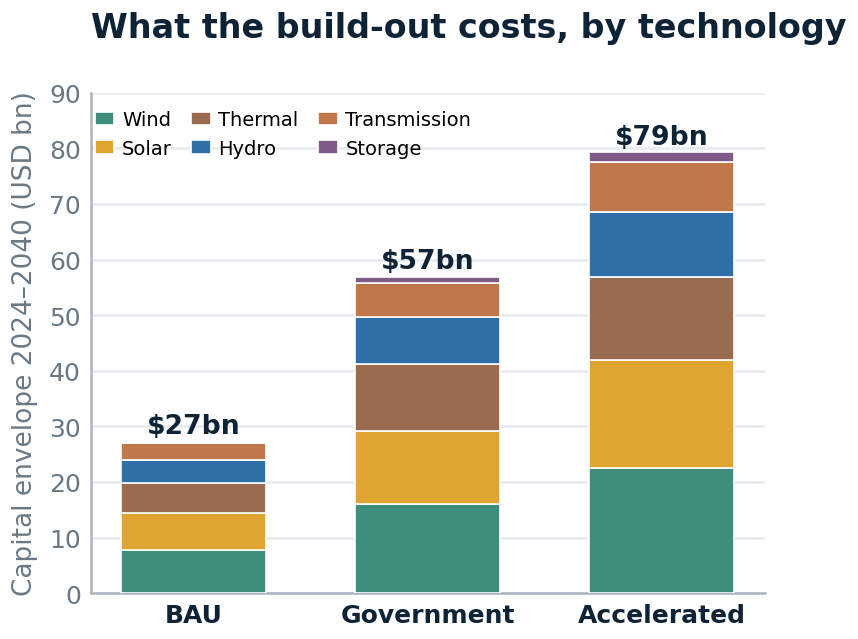 What the build-out costs, by technology
Capital envelope 2024–2040 (USD bn)
90
80
70
60
50
40
30
20
10
0
Wind Thermal Transmission
Solar Hydro Storage
$27bn
$57bn
$79bn
BAU Government Accelerated